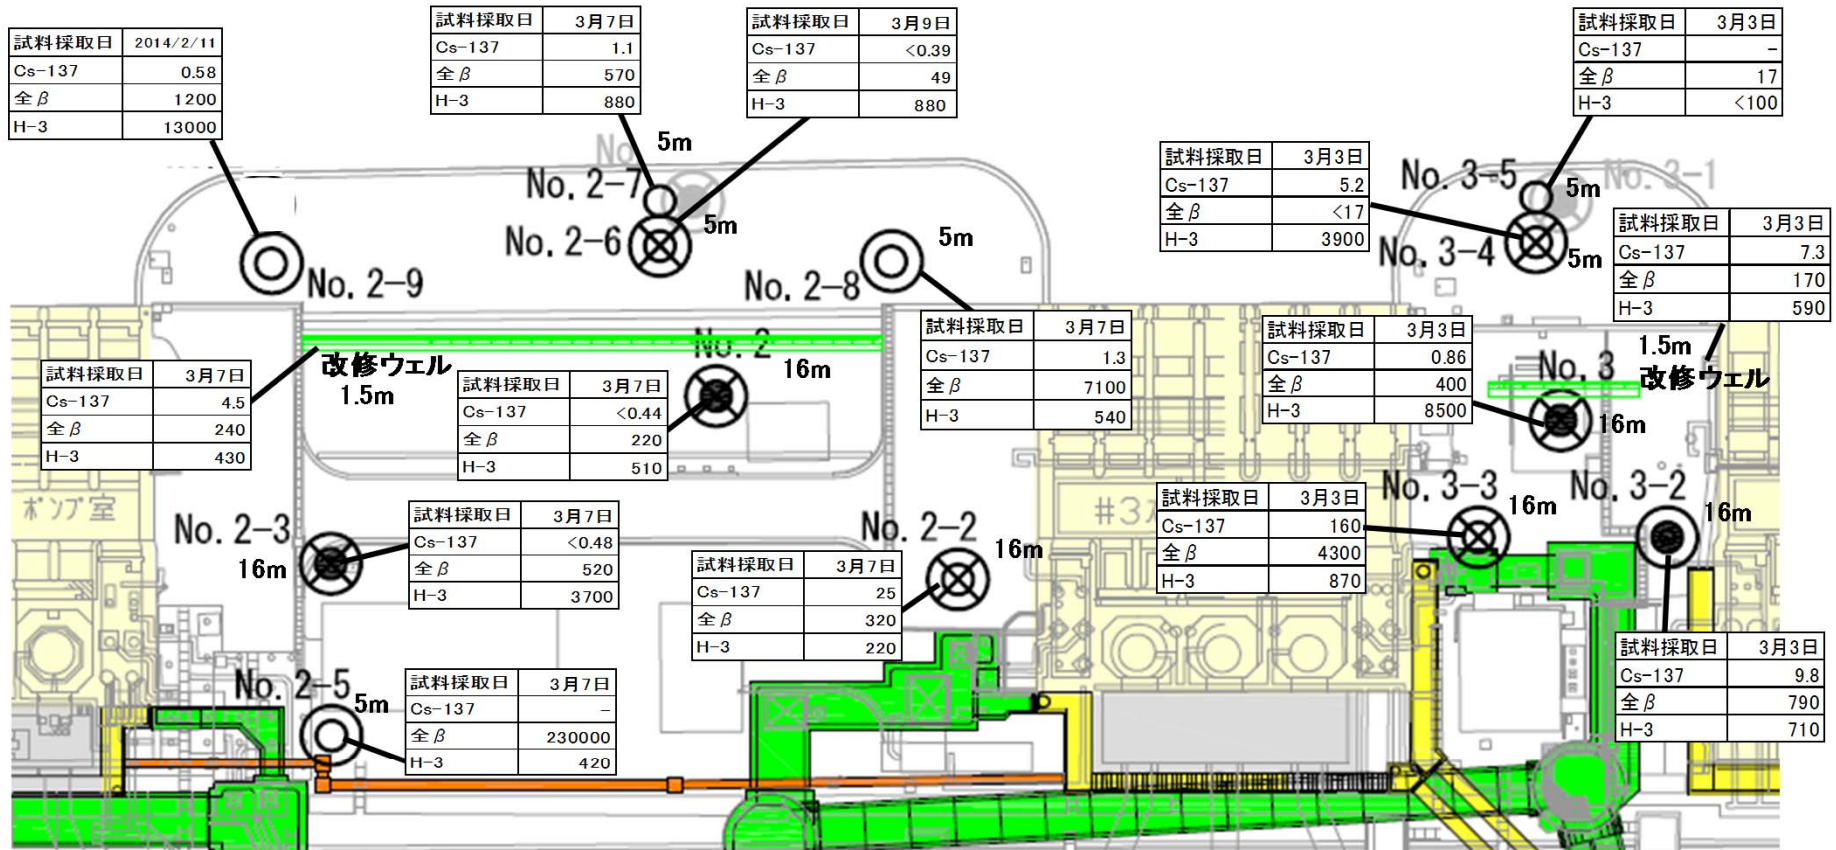 試料採取日 2014/2/11
Cs-137 0.58
全β 1200
H-3 13000
試料採取日 3月7日
Cs-137 1.1
全β 570
H-3 880
試料採取日 3月9日
Cs-137 <0.39
全β 49
H-3 880
試料採取日 3月3日
Cs-137 -
全β 17
H-3 <100
試料採取日 3月3日
Cs-137 5.2
全β <17
H-3 3900
試料採取日 3月3日
Cs-137 7.3
全β 170
H-3 590
No
5m
No. 2-7
No. 2-6
5m
No. 2-9
No. 2-8
5m
No. 3-5
5m
No. 3-1
No. 3-4
5m
試料採取日 3月7日
Cs-137 4.5
全β 240
H-3 430
改修ウェル
1.5m
No. 2
16m
試料採取日 3月7日
Cs-137 <0.44
全β 220
H-3 510
試料採取日 3月7日
Cs-137 1.3
全β 7100
H-3 540
試料採取日 3月3日
Cs-137 0.86
全β 400
H-3 8500
No. 3
16m
1.5m
改修ウェル
ポンプ室
No. 2-3
16m
試料採取日 3月7日
Cs-137 <0.48
全β 520
H-3 3700
No. 2-2
16m
試料採取日 3月7日
Cs-137 25
全β 320
H-3 220
#3
試料採取日 3月3日
Cs-137 160
全β 4300
H-3 870
No. 3-3
16m
No. 3-2
16m
No. 2-5
5m
試料採取日 3月7日
Cs-137 -
全β 230000
H-3 420
試料採取日 3月3日
Cs-137 9.8
全β 790
H-3 710